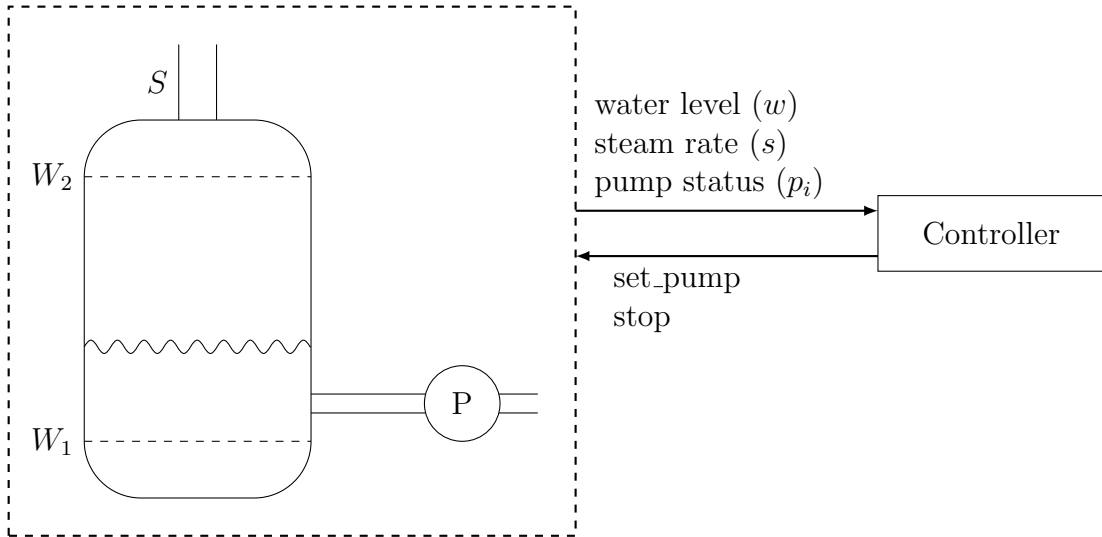 S
W₂
W₁
P
water level (w)
steam rate (s)
pump status (pᵢ)
Controller
set_pump
stop